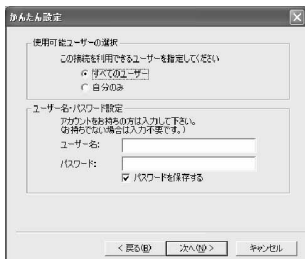 かんたん設定
使用可能ユーザーの選択
この接続を利用できるユーザーを指定してください
すべてのユーザー
自分のみ
ユーザー名・パスワード設定
アカウントをお持ちの方は入力して下さい。
(お持ちでない場合は入力不要です。)
ユーザー名:
パスワード:
パスワードを保存する
< 戻る(B)
次へ(N) >
キャンセル